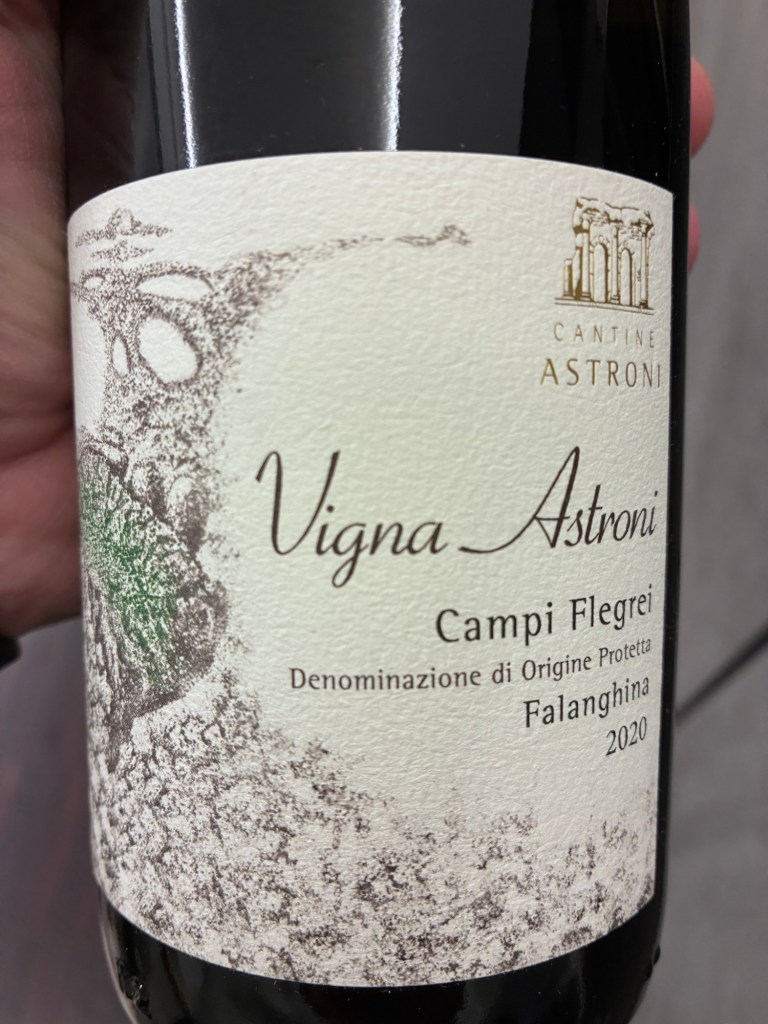 CANTINE
ASTRONI
Vigna Astroni
Campi Flegrei
Denominazione di Origine Protetta
Falanghina
2020